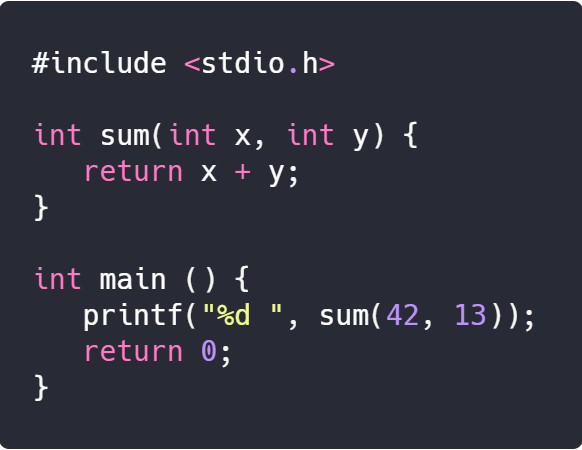 #include <stdio.h>

int sum(int x, int y) {
   return x + y;
}

int main () {
   printf("%d ", sum(42, 13));
   return 0;
}